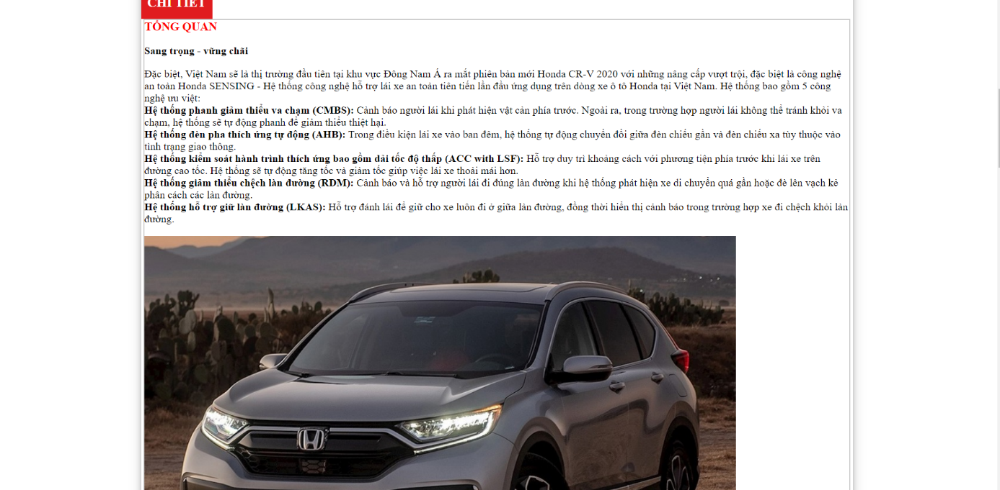 CHI TIẾT
TỔNG QUAN
Sang trọng - vững chãi
Đặc biệt, Việt Nam sẽ là thị trường đầu tiên tại khu vực Đông Nam Á ra mắt phiên bản mới Honda CR-V 2020 với những nâng cấp vượt trội, đặc biệt là công nghệ
an toàn Honda SENSING - Hệ thống công nghệ hỗ trợ lái xe an toàn tiên tiến lần đầu ứng dụng trên dòng xe ô tô Honda tại Việt Nam. Hệ thống bao gồm 5 công
nghệ ưu việt:
Hệ thống phanh giảm thiểu va chạm (CMBS): Cảnh báo người lái khi phát hiện vật cản phía trước. Ngoài ra, trong trường hợp người lái không thể tránh khỏi va
chạm, hệ thống sẽ tự động phanh để giảm thiểu thiệt hại.
Hệ thống đèn pha thích ứng tự động (AHB): Trong điều kiện lái xe vào ban đêm, hệ thống tự động chuyển đổi giữa đèn chiếu gần và đèn chiếu xa tùy thuộc vào
tình trạng giao thông.
Hệ thống kiểm soát hành trình thích ứng bao gồm dải tốc độ thấp (ACC with LSF): Hỗ trợ duy trì khoảng cách với phương tiện phía trước khi lái xe trên
đường cao tốc. Hệ thống sẽ tự động tăng tốc và giảm tốc giúp việc lái xe thoải mái hơn.
Hệ thống giảm thiểu chệch làn đường (RDM): Cảnh báo và hỗ trợ người lái đi đúng làn đường khi hệ thống phát hiện xe di chuyển quá gần hoặc đè lên vạch kẻ
phân cách các làn đường.
Hệ thống hỗ trợ giữ làn đường (LKAS): Hỗ trợ đánh lái để giữ cho xe luôn đi ở giữa làn đường, đồng thời hiển thị cảnh báo trong trường hợp xe đi chệch khỏi làn
đường.